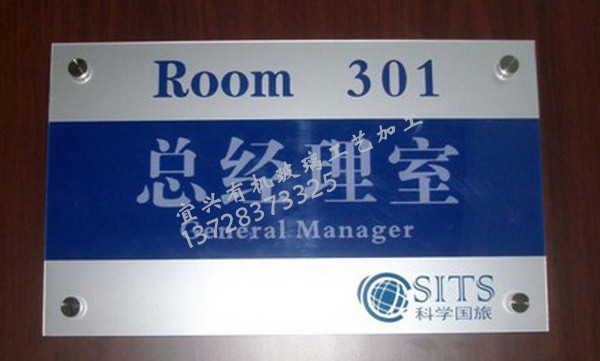 Room 301
总经理室
General Manager
宜兴有机玻璃工艺加工
13728373325
SITS
科学国旅